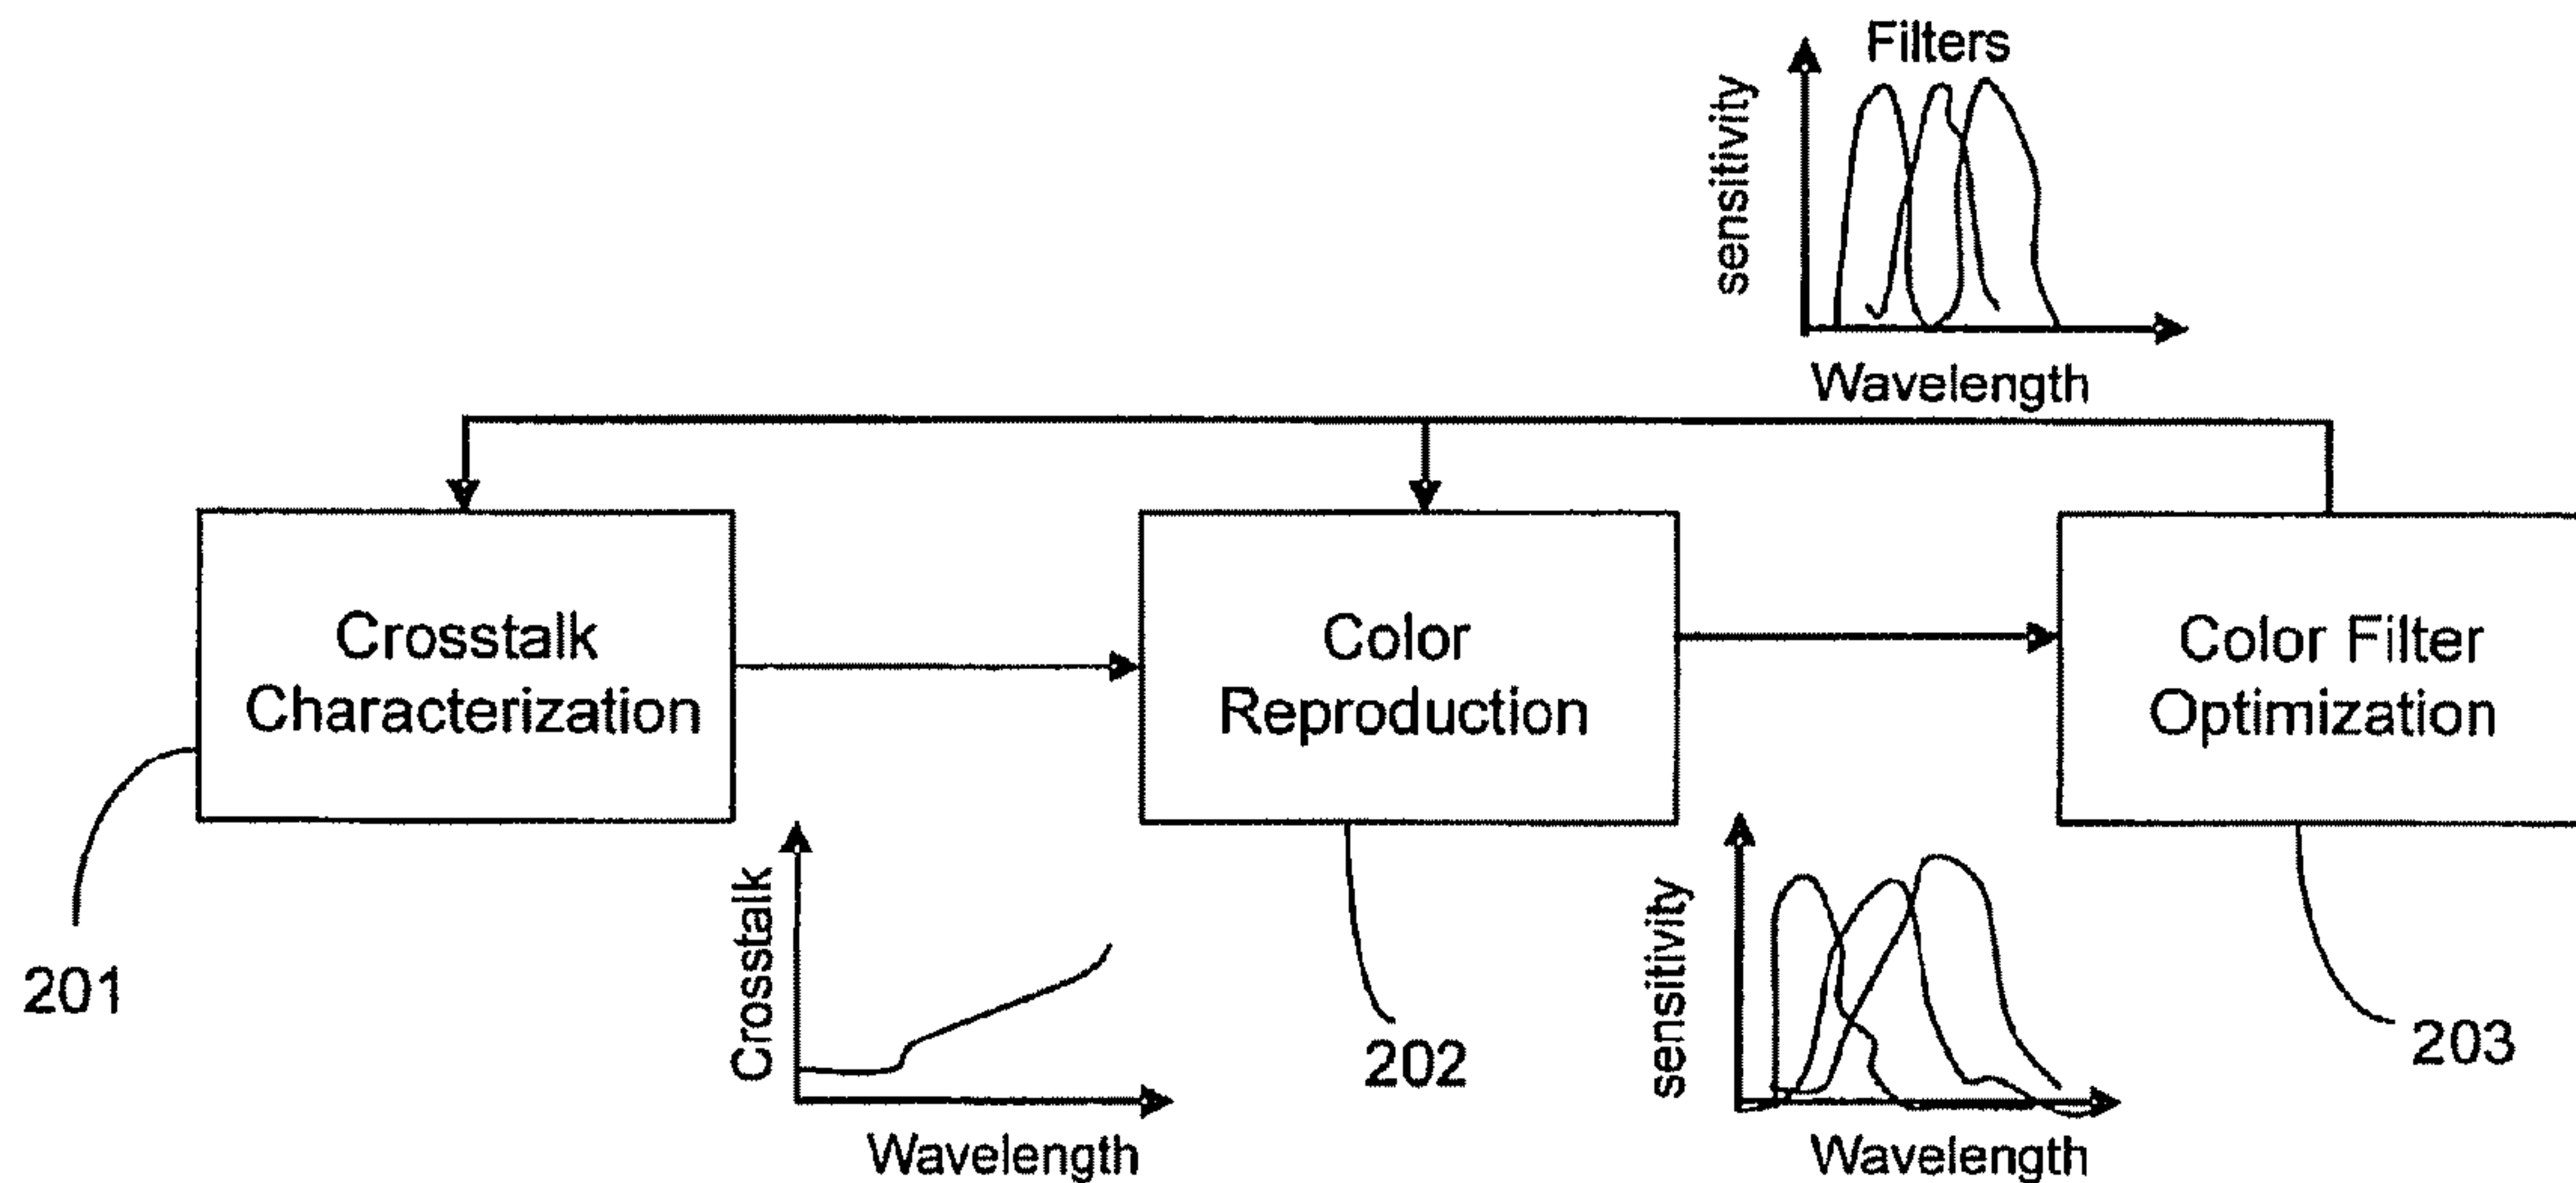 Filters
sensitivity
Wavelength
Crosstalk
Characterization
Color
Reproduction
Color Filter
Optimization
201
Crosstalk
Wavelength
202
sensitivity
Wavelength
203